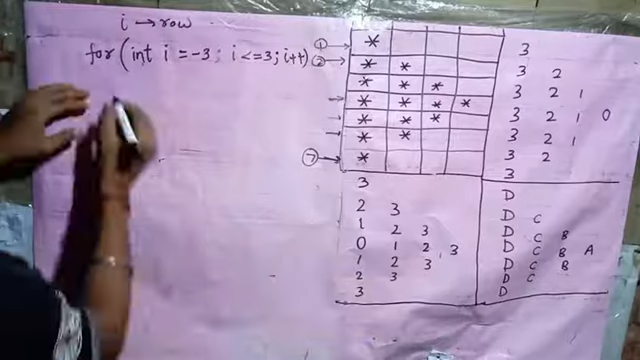 i → row
for (int i = -3; i <= 3; i++)
① → *
② → * *
→ * * *
→ * * * *
→ * * *
→ * *
⑦ → *
3
3 2
3 2 1
3 2 1 0
3 2 1
3 2
3
3
2 3
1 2 3
0 1 2 3
1 2 3
2 3
3
D
D C
D C B
D C B A
D C B
D C
D